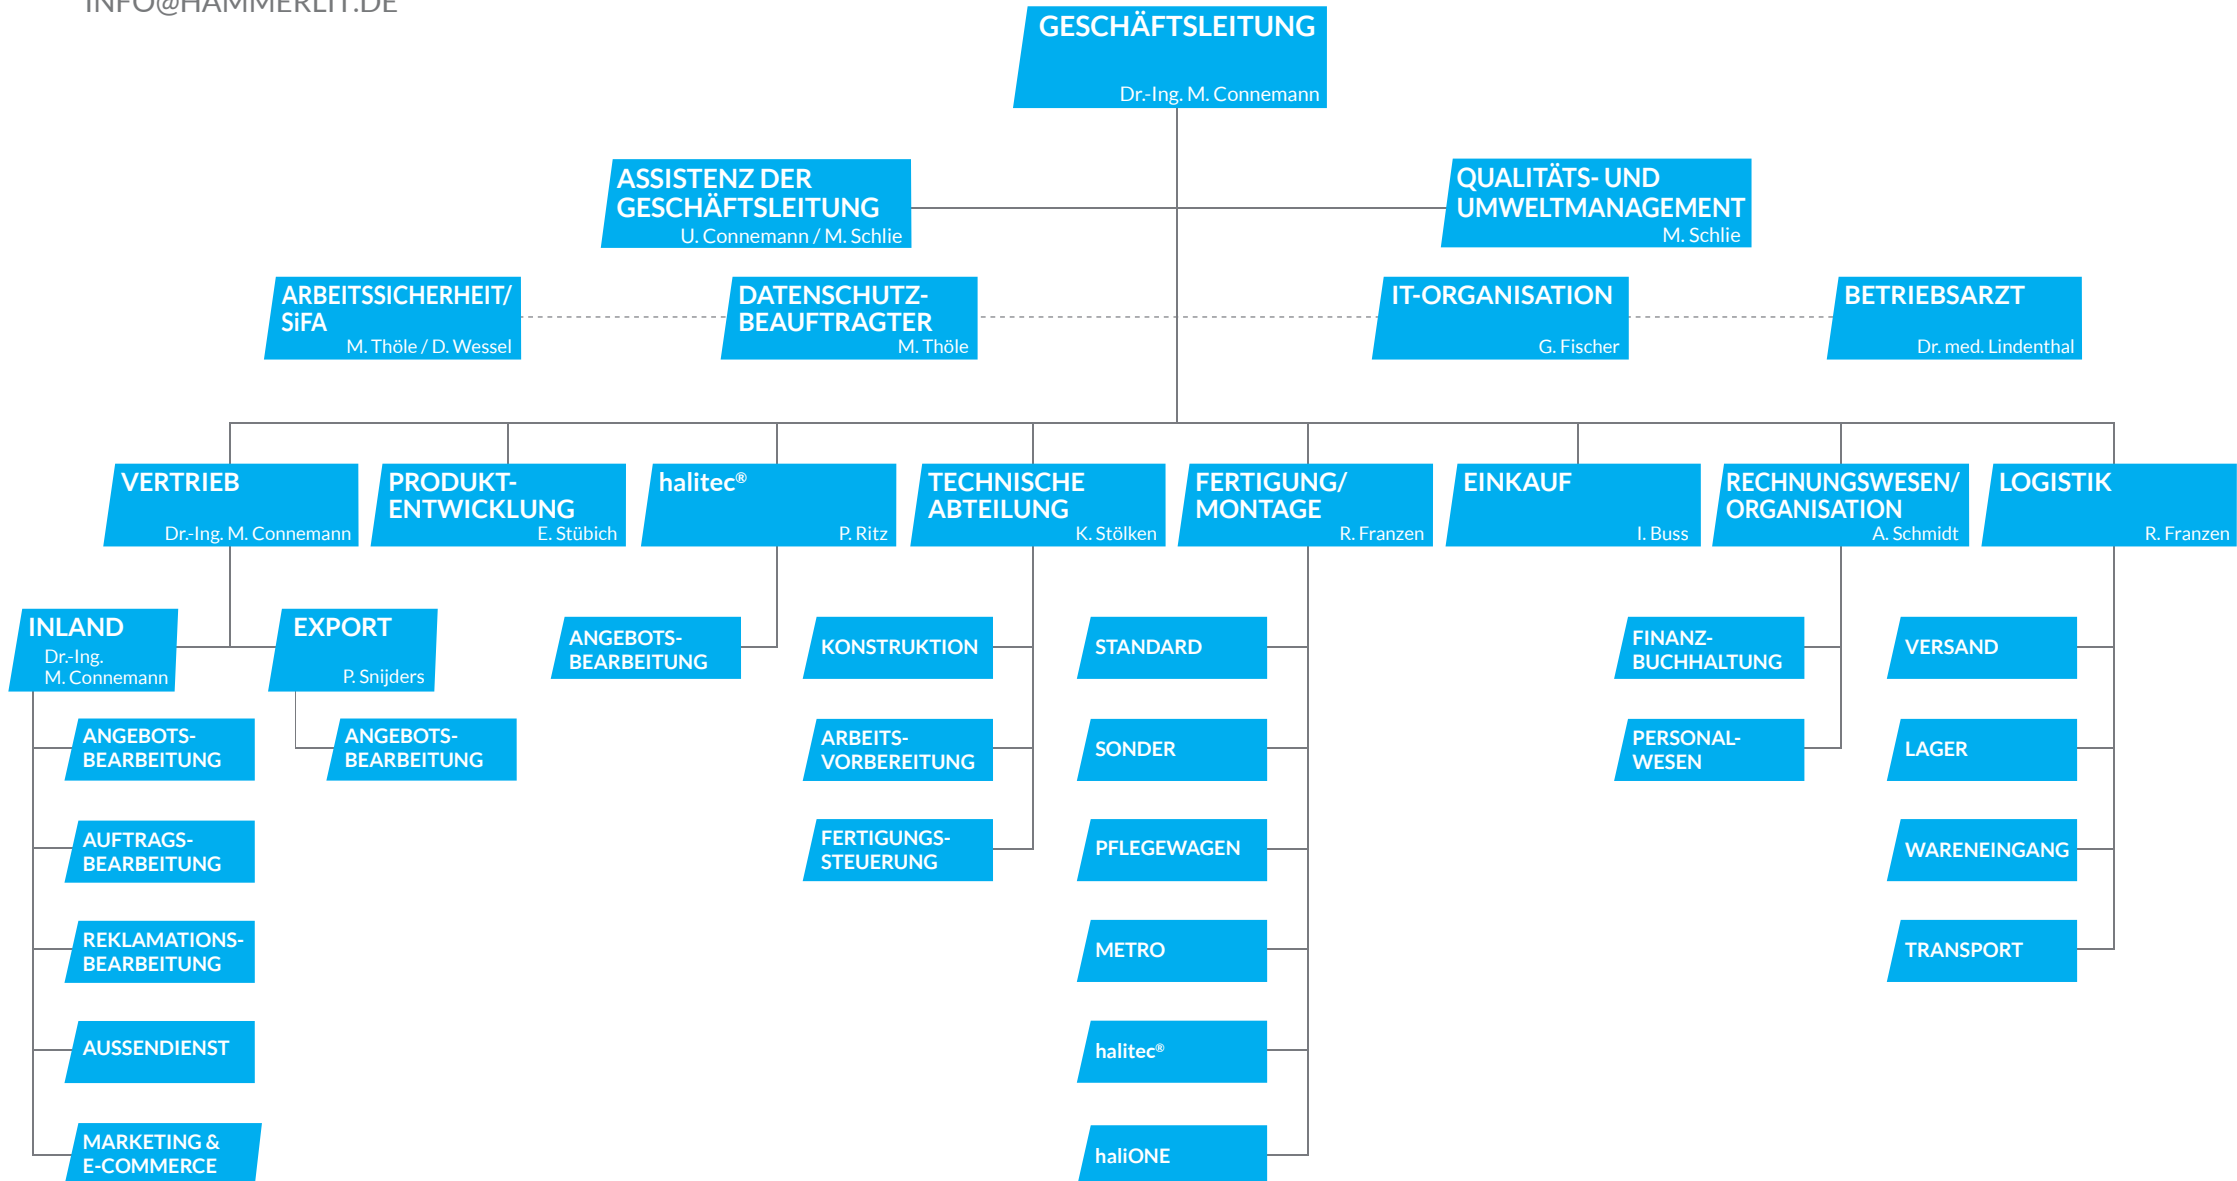 INFO@HAMMERLIT.DE
GESCHÄFTSLEITUNG
Dr.-Ing. M. Connemann
ASSISTENZ DER
GESCHÄFTSLEITUNG
U. Connemann / M. Schlie
QUALITÄTS- UND
UMWELTMANAGEMENT
M. Schlie
ARBEITSSICHERHEIT/
SiFA
M. Thöle / D. Wessel
DATENSCHUTZ-
BEAUFTRAGTER
M. Thöle
IT-ORGANISATION
G. Fischer
BETRIEBSARZT
Dr. med. Lindenthal
VERTRIEB
Dr.-Ing. M. Connemann
PRODUKT-
ENTWICKLUNG
E. Stübich
halitec®
P. Ritz
TECHNISCHE
ABTEILUNG
K. Stölken
FERTIGUNG/
MONTAGE
R. Franzen
EINKAUF
I. Buss
RECHNUNGSWESEN/
ORGANISATION
A. Schmidt
LOGISTIK
R. Franzen
INLAND
Dr.-Ing.
M. Connemann
EXPORT
P. Snijders
ANGEBOTS-
BEARBEITUNG
AUFTRAGS-
BEARBEITUNG
REKLAMATIONS-
BEARBEITUNG
AUSSENDIENST
MARKETING &
E-COMMERCE
ANGEBOTS-
BEARBEITUNG
ANGEBOTS-
BEARBEITUNG
KONSTRUKTION
ARBEITS-
VORBEREITUNG
FERTIGUNGS-
STEUERUNG
STANDARD
SONDER
PFLEGEWAGEN
METRO
halitec®
haliONE
FINANZ-
BUCHHALTUNG
PERSONAL-
WESEN
VERSAND
LAGER
WARENEINGANG
TRANSPORT